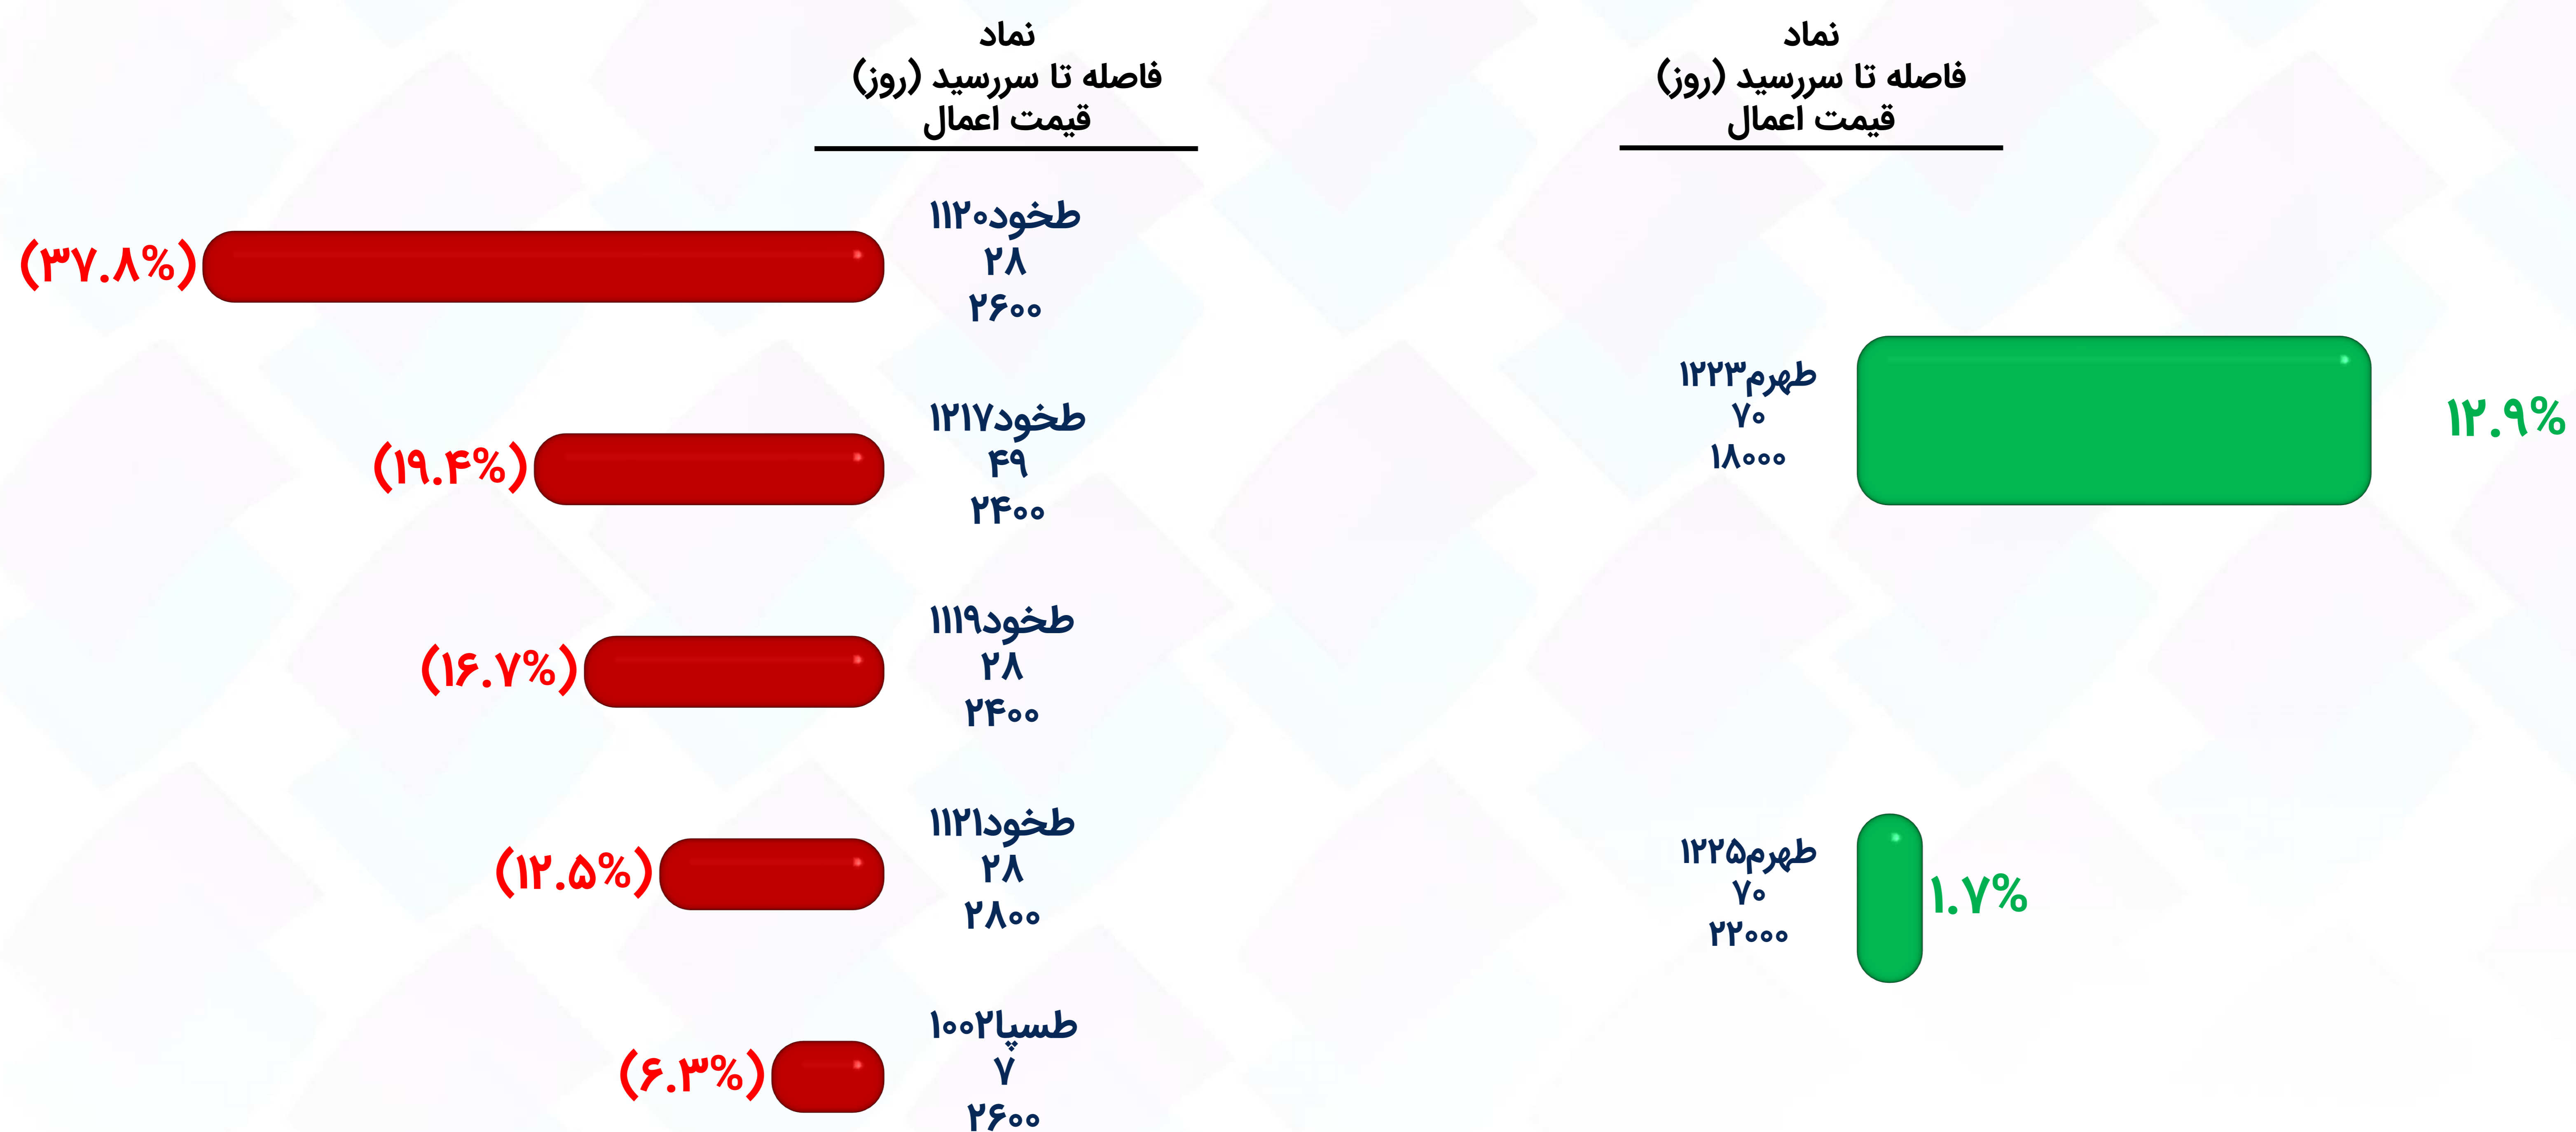 نماد
فاصله تا سررسید (روز)
قیمت اعمال
طهرم۱۲۲۳
۷۰
۱۸۰۰۰
۱۲.۹%
طهرم۱۲۲۵
۷۰
۲۲۰۰۰
۱.۷%
نماد
فاصله تا سررسید (روز)
قیمت اعمال
طخود۱۱۲۰
۲۸
۲۶۰۰
(۳۷.۸%)
طخود۱۲۱۷
۴۹
۲۴۰۰
(۱۹.۴%)
طخود۱۱۱۹
۲۸
۲۴۰۰
(۱۶.۷%)
طخود۱۱۲۱
۲۸
۲۸۰۰
(۱۲.۵%)
طسپا۱۰۰۲
۷
۲۶۰۰
(۶.۳%)